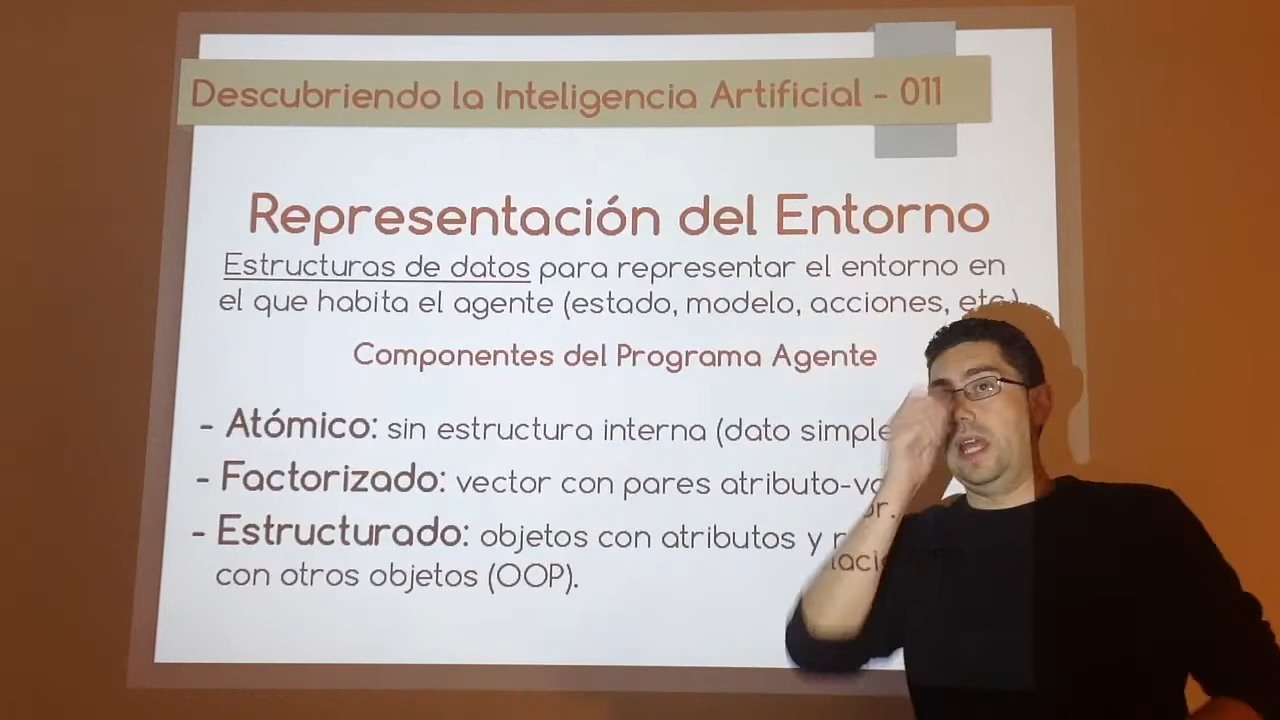 Descubriendo la Inteligencia Artificial - 011
Representación del Entorno
Estructuras de datos para representar el entorno en
el que habita el agente (estado, modelo, acciones, etc.)
Componentes del Programa Agente
- Atómico: sin estructura interna (dato simple
- Factorizado: vector con pares
- Estructurado: objetos con atributos y
con otros objetos (OOP).